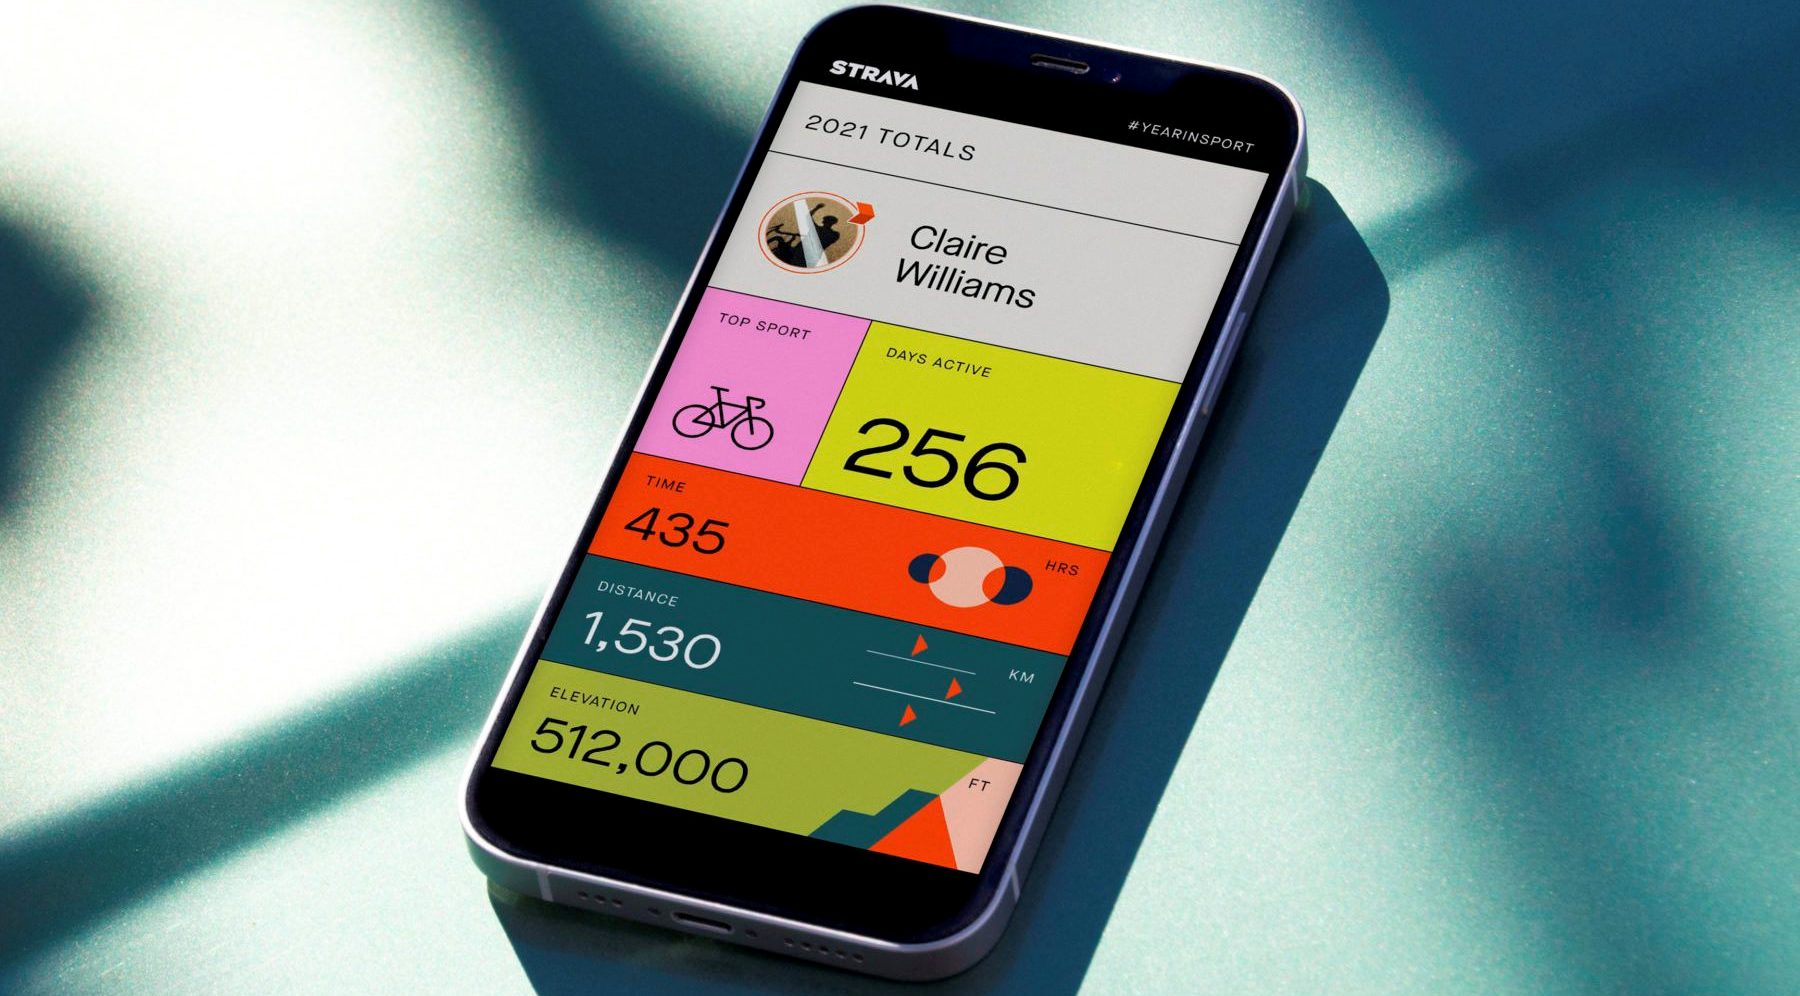 STRAVA
#YEARINSPORT
2021 TOTALS
Claire
Williams
TOP SPORT
DAYS ACTIVE
256
TIME
435
HRS
DISTANCE
1,530
KM
ELEVATION
512,000
FT